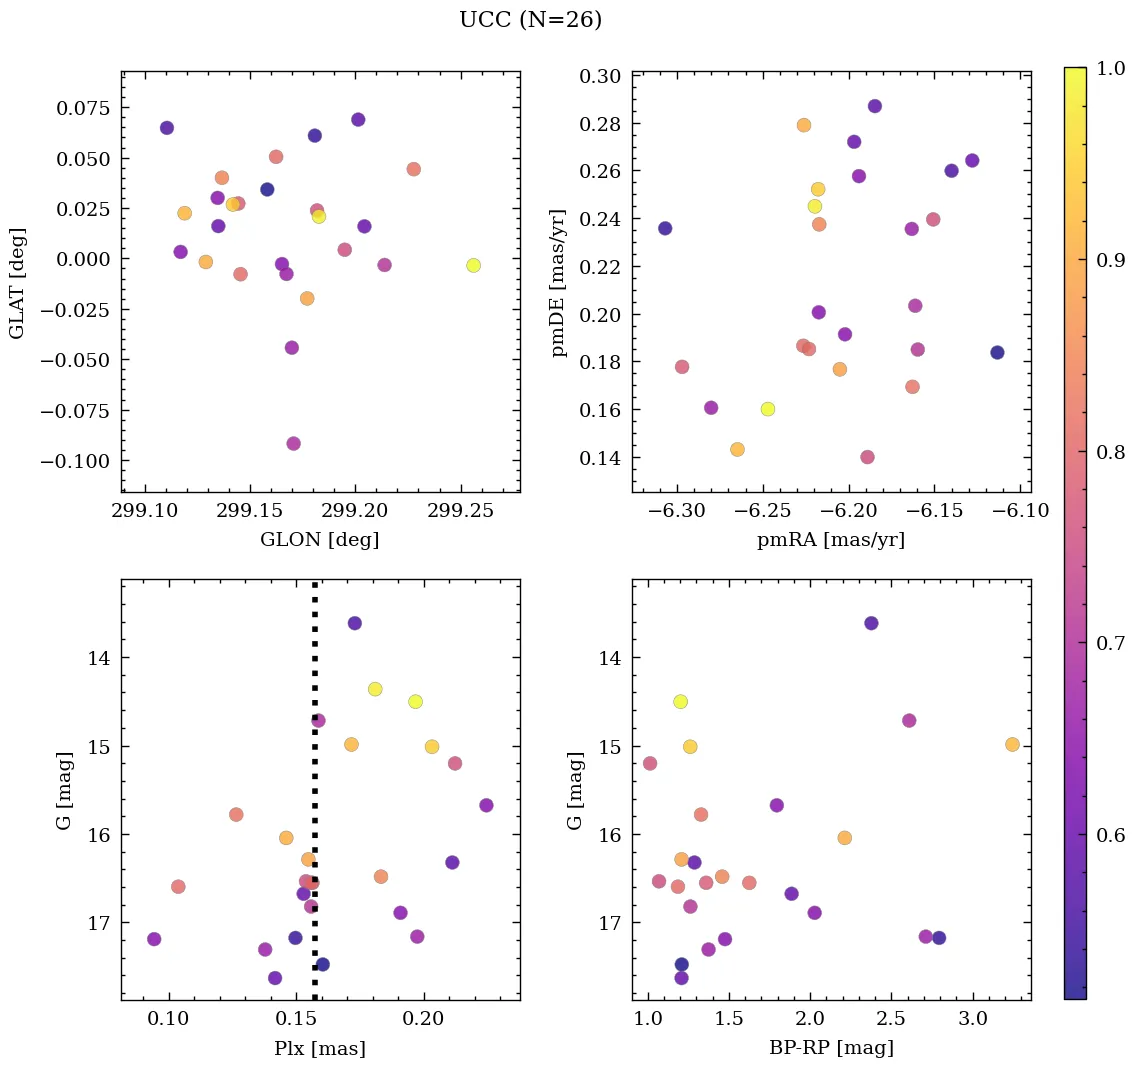 UCC (N=26)
0.075
0.050
0.025
0.000
−0.025
−0.050
−0.075
−0.100
GLAT [deg]
299.10 299.15 299.20 299.25
GLON [deg]
0.30
0.28
0.26
0.24
0.22
0.20
0.18
0.16
0.14
pmDE [mas/yr]
−6.30 −6.25 −6.20 −6.15 −6.10
pmRA [mas/yr]
1.0
0.9
0.8
0.7
0.6
14
15
16
17
G [mag]
0.10 0.15 0.20
Plx [mas]
14
15
16
17
G [mag]
1.0 1.5 2.0 2.5 3.0
BP-RP [mag]